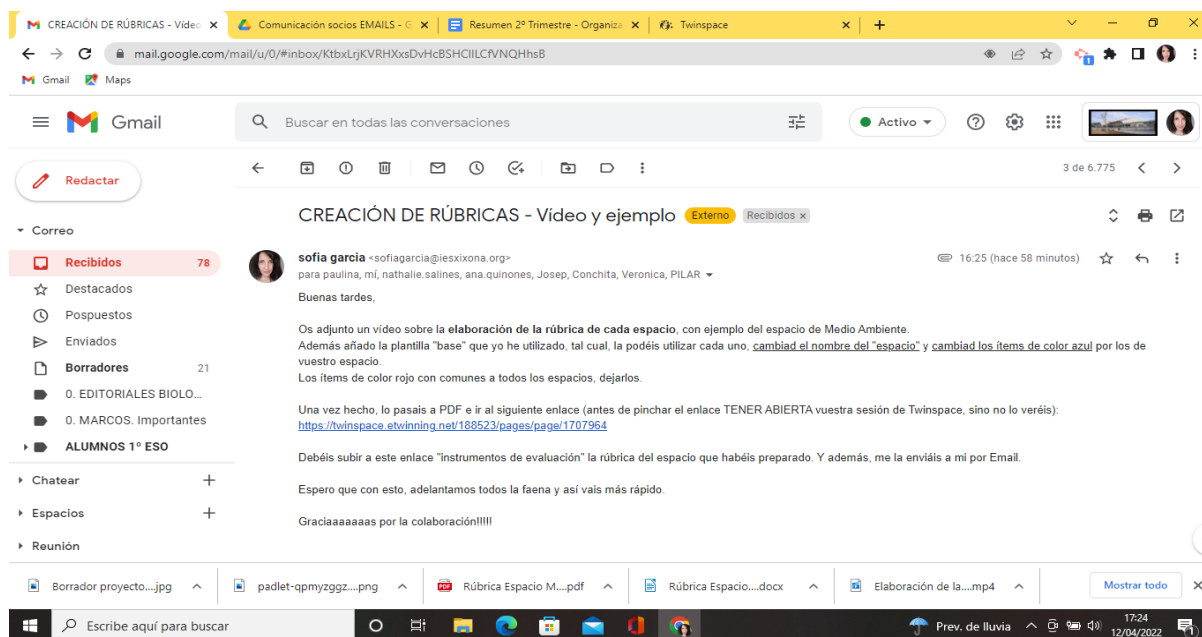 CREACIÓN DE RÚBRICAS - Vídeo
Comunicación socios EMAILS - G
Resumen 2º Trimestre - Organiza
Twinspace
mail.google.com/mail/u/0/#inbox/KtbxLrjKVRHXxsDvHcBSHCIlLCfVNQHhsB
1
Gmail
Maps
Gmail
Buscar en todas las conversaciones
Activo
Redactar
3 de 6.775
CREACIÓN DE RÚBRICAS - Vídeo y ejemplo
Externo
Recibidos x
Correo
Recibidos 78
Destacados
Pospuestos
Enviados
Borradores 21
0. EDITORIALES BIOLO...
0. MARCOS. Importantes
ALUMNOS 1º ESO
Chatear
Espacios
Reunión
sofia garcia <sofiagarcia@iesxixona.org>
16:25 (hace 58 minutos)
para paulina, mí, nathalie.salines, ana.quinones, Josep, Conchita, Veronica, PILAR
Buenas tardes,
Os adjunto un vídeo sobre la elaboración de la rúbrica de cada espacio, con ejemplo del espacio de Medio Ambiente.
Además añado la plantilla "base" que yo he utilizado, tal cual, la podéis utilizar cada uno, cambiad el nombre del "espacio" y cambiad los ítems de color azul por los de
vuestro espacio.
Los ítems de color rojo con comunes a todos los espacios, dejarlos.
Una vez hecho, lo pasais a PDF e ir al siguiente enlace (antes de pinchar el enlace TENER ABIERTA vuestra sesión de Twinspace, sino no lo veréis):
https://twinspace.etwinning.net/188523/pages/page/1707964
Debéis subir a este enlace "instrumentos de evaluación" la rúbrica del espacio que habéis preparado. Y además, me la enviáis a mi por Email.
Espero que con esto, adelantamos todos la faena y así vais más rápido.
Graciaaaaaaas por la colaboración!!!!!
Borrador proyecto....jpg
padlet-qpmyzggz....png
Rúbrica Espacio M....pdf
Rúbrica Espacio....docx
Elaboración de la....mp4
Mostrar todo
Escribe aquí para buscar
Prev. de lluvia
17:24
12/04/2022